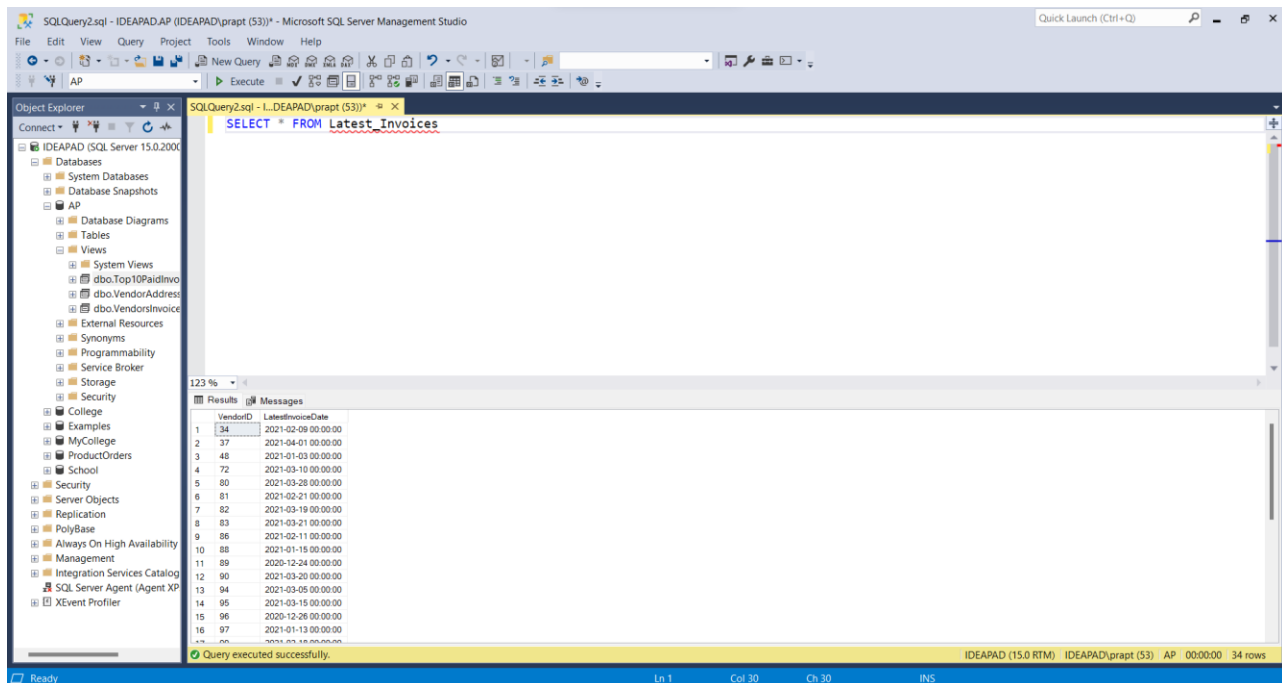 SQLQuery2.sql - IDEAPAD.AP (IDEAPAD\prapt (53))* - Microsoft SQL Server Management Studio
Quick Launch (Ctrl+Q)
File Edit View Query Project Tools Window Help
New Query
AP
Execute
Object Explorer
SQLQuery2.sql - I...DEAPAD\prapt (53))*
Connect
SELECT * FROM Latest_Invoices
IDEAPAD (SQL Server 15.0.2000
Databases
System Databases
Database Snapshots
AP
Database Diagrams
Tables
Views
System Views
dbo.Top10PaidInvo
dbo.VendorAddress
dbo.VendorsInvoice
External Resources
Synonyms
Programmability
Service Broker
Storage
Security
College
Examples
MyCollege
ProductOrders
School
Security
Server Objects
Replication
PolyBase
Always On High Availability
Management
Integration Services Catalog
SQL Server Agent (Agent XP
XEvent Profiler
123 %
Results Messages
VendorID LatestInvoiceDate
1 34 2021-02-09 00:00:00
2 37 2021-04-01 00:00:00
3 48 2021-01-03 00:00:00
4 72 2021-03-10 00:00:00
5 80 2021-03-28 00:00:00
6 81 2021-02-21 00:00:00
7 82 2021-03-19 00:00:00
8 83 2021-03-21 00:00:00
9 86 2021-02-11 00:00:00
10 88 2021-01-15 00:00:00
11 89 2020-12-24 00:00:00
12 90 2021-03-20 00:00:00
13 94 2021-03-05 00:00:00
14 95 2021-03-15 00:00:00
15 96 2020-12-26 00:00:00
16 97 2021-01-13 00:00:00
Query executed successfully.
IDEAPAD (15.0 RTM) IDEAPAD\prapt (53) AP 00:00:00 34 rows
Ready Ln 1 Col 30 Ch 30 INS